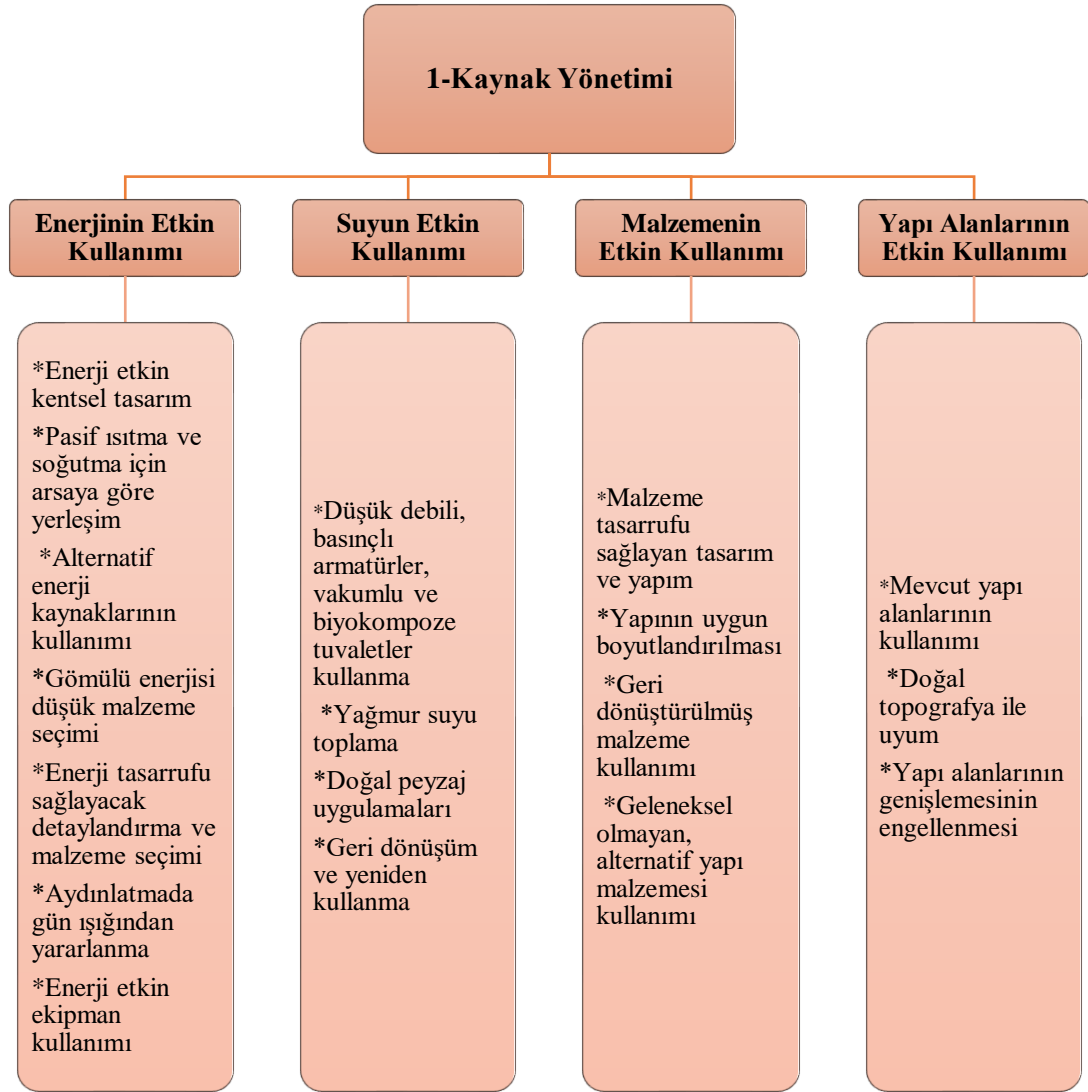 1-Kaynak Yönetimi
Enerjinin Etkin
Kullanımı
*Enerji etkin
kentsel tasarım
*Pasif ısıtma ve
soğutma için
arsaya göre
yerleşim
*Alternatif
enerji
kaynaklarının
kullanımı
*Gömülü enerjisi
düşük malzeme
seçimi
*Enerji tasarrufu
sağlayacak
detaylandırma ve
malzeme seçimi
*Aydınlatmada
gün ışığından
yararlanma
*Enerji etkin
ekipman
kullanımı
Suyun Etkin
Kullanımı
*Düşük debili,
basınçlı
armatürler,
vakumlu ve
biyokompoze
tuvaletler
kullanma
*Yağmur suyu
toplama
*Doğal peyzaj
uygulamaları
*Geri dönüşüm
ve yeniden
kullanma
Malzemenin
Etkin Kullanımı
*Malzeme
tasarrufu
sağlayan tasarım
ve yapım
*Yapının uygun
boyutlandırılması
*Geri
dönüştürülmüş
malzeme
kullanımı
*Geleneksel
olmayan,
alternatif yapı
malzemesi
kullanımı
Yapı Alanlarının
Etkin Kullanımı
*Mevcut yapı
alanlarının
kullanımı
*Doğal
topografya ile
uyum
*Yapı alanlarının
genişlemesinin
engellenmesi